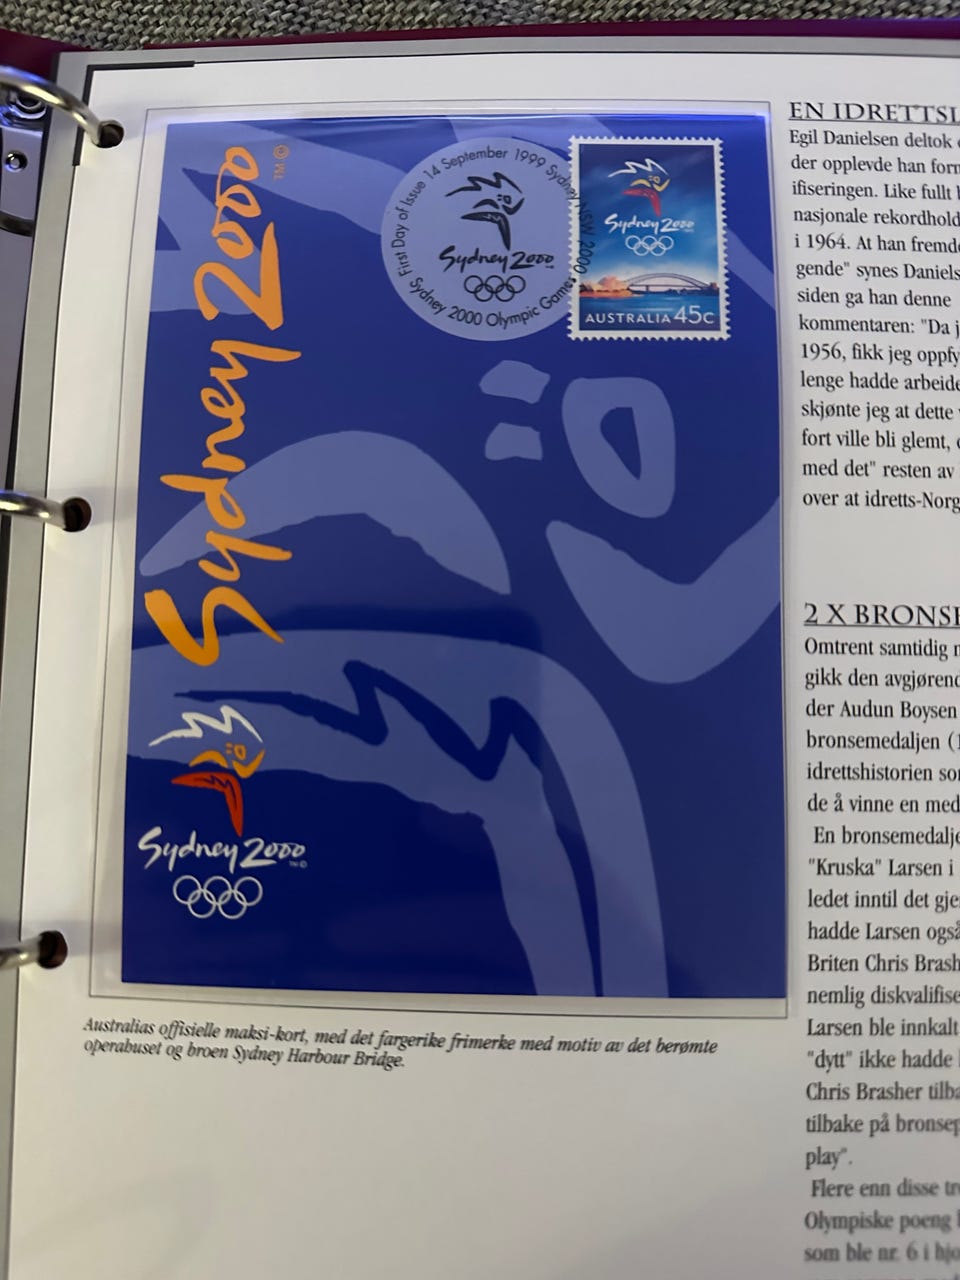 Sydney 2000 TM ©
First Day of Issue 14 September 1999 Sydney NSW 2000
Sydney 2000
Sydney 2000 Olympic Games
Sydney 2000
AUSTRALIA 45c
Sydney 2000
TM ©
Australias offisielle maksi-kort, med det fargerike frimerke med motiv av det berømte
operahuset og broen Sydney Harbour Bridge.
EN IDRETTSL
Egil Danielsen deltok
der opplevde han for
ifiseringen. Like fullt
nasjonale rekordhold
i 1964. At han fremd
gende" synes Daniels
siden ga han denne
kommentaren: "Da j
1956, fikk jeg oppfy
lenge hadde arbeide
skjønte jeg at dette
fort ville bli glemt,
med det" resten av
over at idretts-Norg
2 X BRONSE
Omtrent samtidig
gikk den avgjørend
der Audun Boysen
bronsemedaljen (1
idrettshistorien so
de å vinne en med
En bronsemedalje
"Kruska" Larsen i
ledet inntil det gje
hadde Larsen også
Briten Chris Brash
nemlig diskvalifise
Larsen ble innkalt
"dytt" ikke hadde
Chris Brasher tilba
tilbake på bronsep
play".
Flere enn disse tr
Olympiske poeng
som ble nr. 6 i hjo